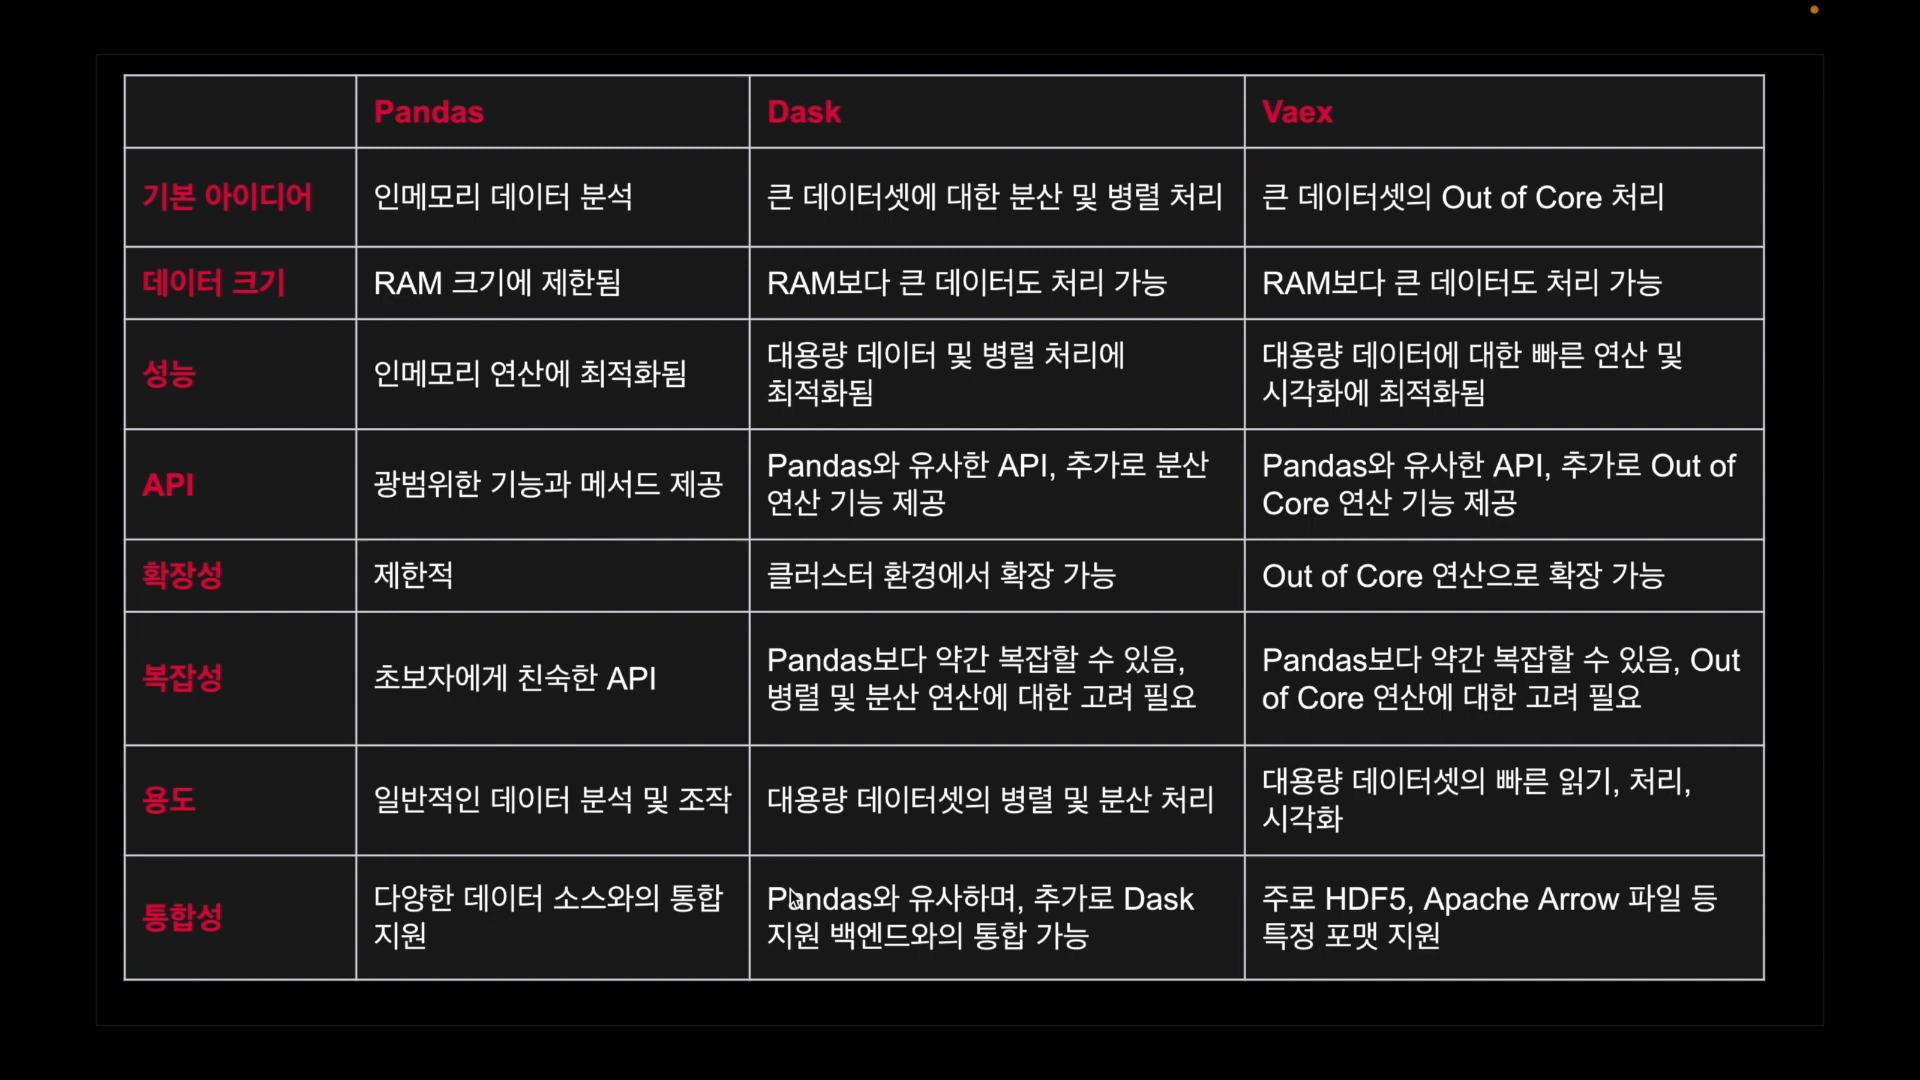 Pandas
Dask
Vaex
기본 아이디어
인메모리 데이터 분석
큰 데이터셋에 대한 분산 및 병렬 처리
큰 데이터셋의 Out of Core 처리
데이터 크기
RAM 크기에 제한됨
RAM보다 큰 데이터도 처리 가능
RAM보다 큰 데이터도 처리 가능
성능
인메모리 연산에 최적화됨
대용량 데이터 및 병렬 처리에
최적화됨
대용량 데이터에 대한 빠른 연산 및
시각화에 최적화됨
API
광범위한 기능과 메서드 제공
Pandas와 유사한 API, 추가로 분산
연산 기능 제공
Pandas와 유사한 API, 추가로 Out of
Core 연산 기능 제공
확장성
제한적
클러스터 환경에서 확장 가능
Out of Core 연산으로 확장 가능
복잡성
초보자에게 친숙한 API
Pandas보다 약간 복잡할 수 있음,
병렬 및 분산 연산에 대한 고려 필요
Pandas보다 약간 복잡할 수 있음, Out
of Core 연산에 대한 고려 필요
용도
일반적인 데이터 분석 및 조작
대용량 데이터셋의 병렬 및 분산 처리
대용량 데이터셋의 빠른 읽기, 처리,
시각화
통합성
다양한 데이터 소스와의 통합
지원
Pandas와 유사하며, 추가로 Dask
지원 백엔드와의 통합 가능
주로 HDF5, Apache Arrow 파일 등
특정 포맷 지원